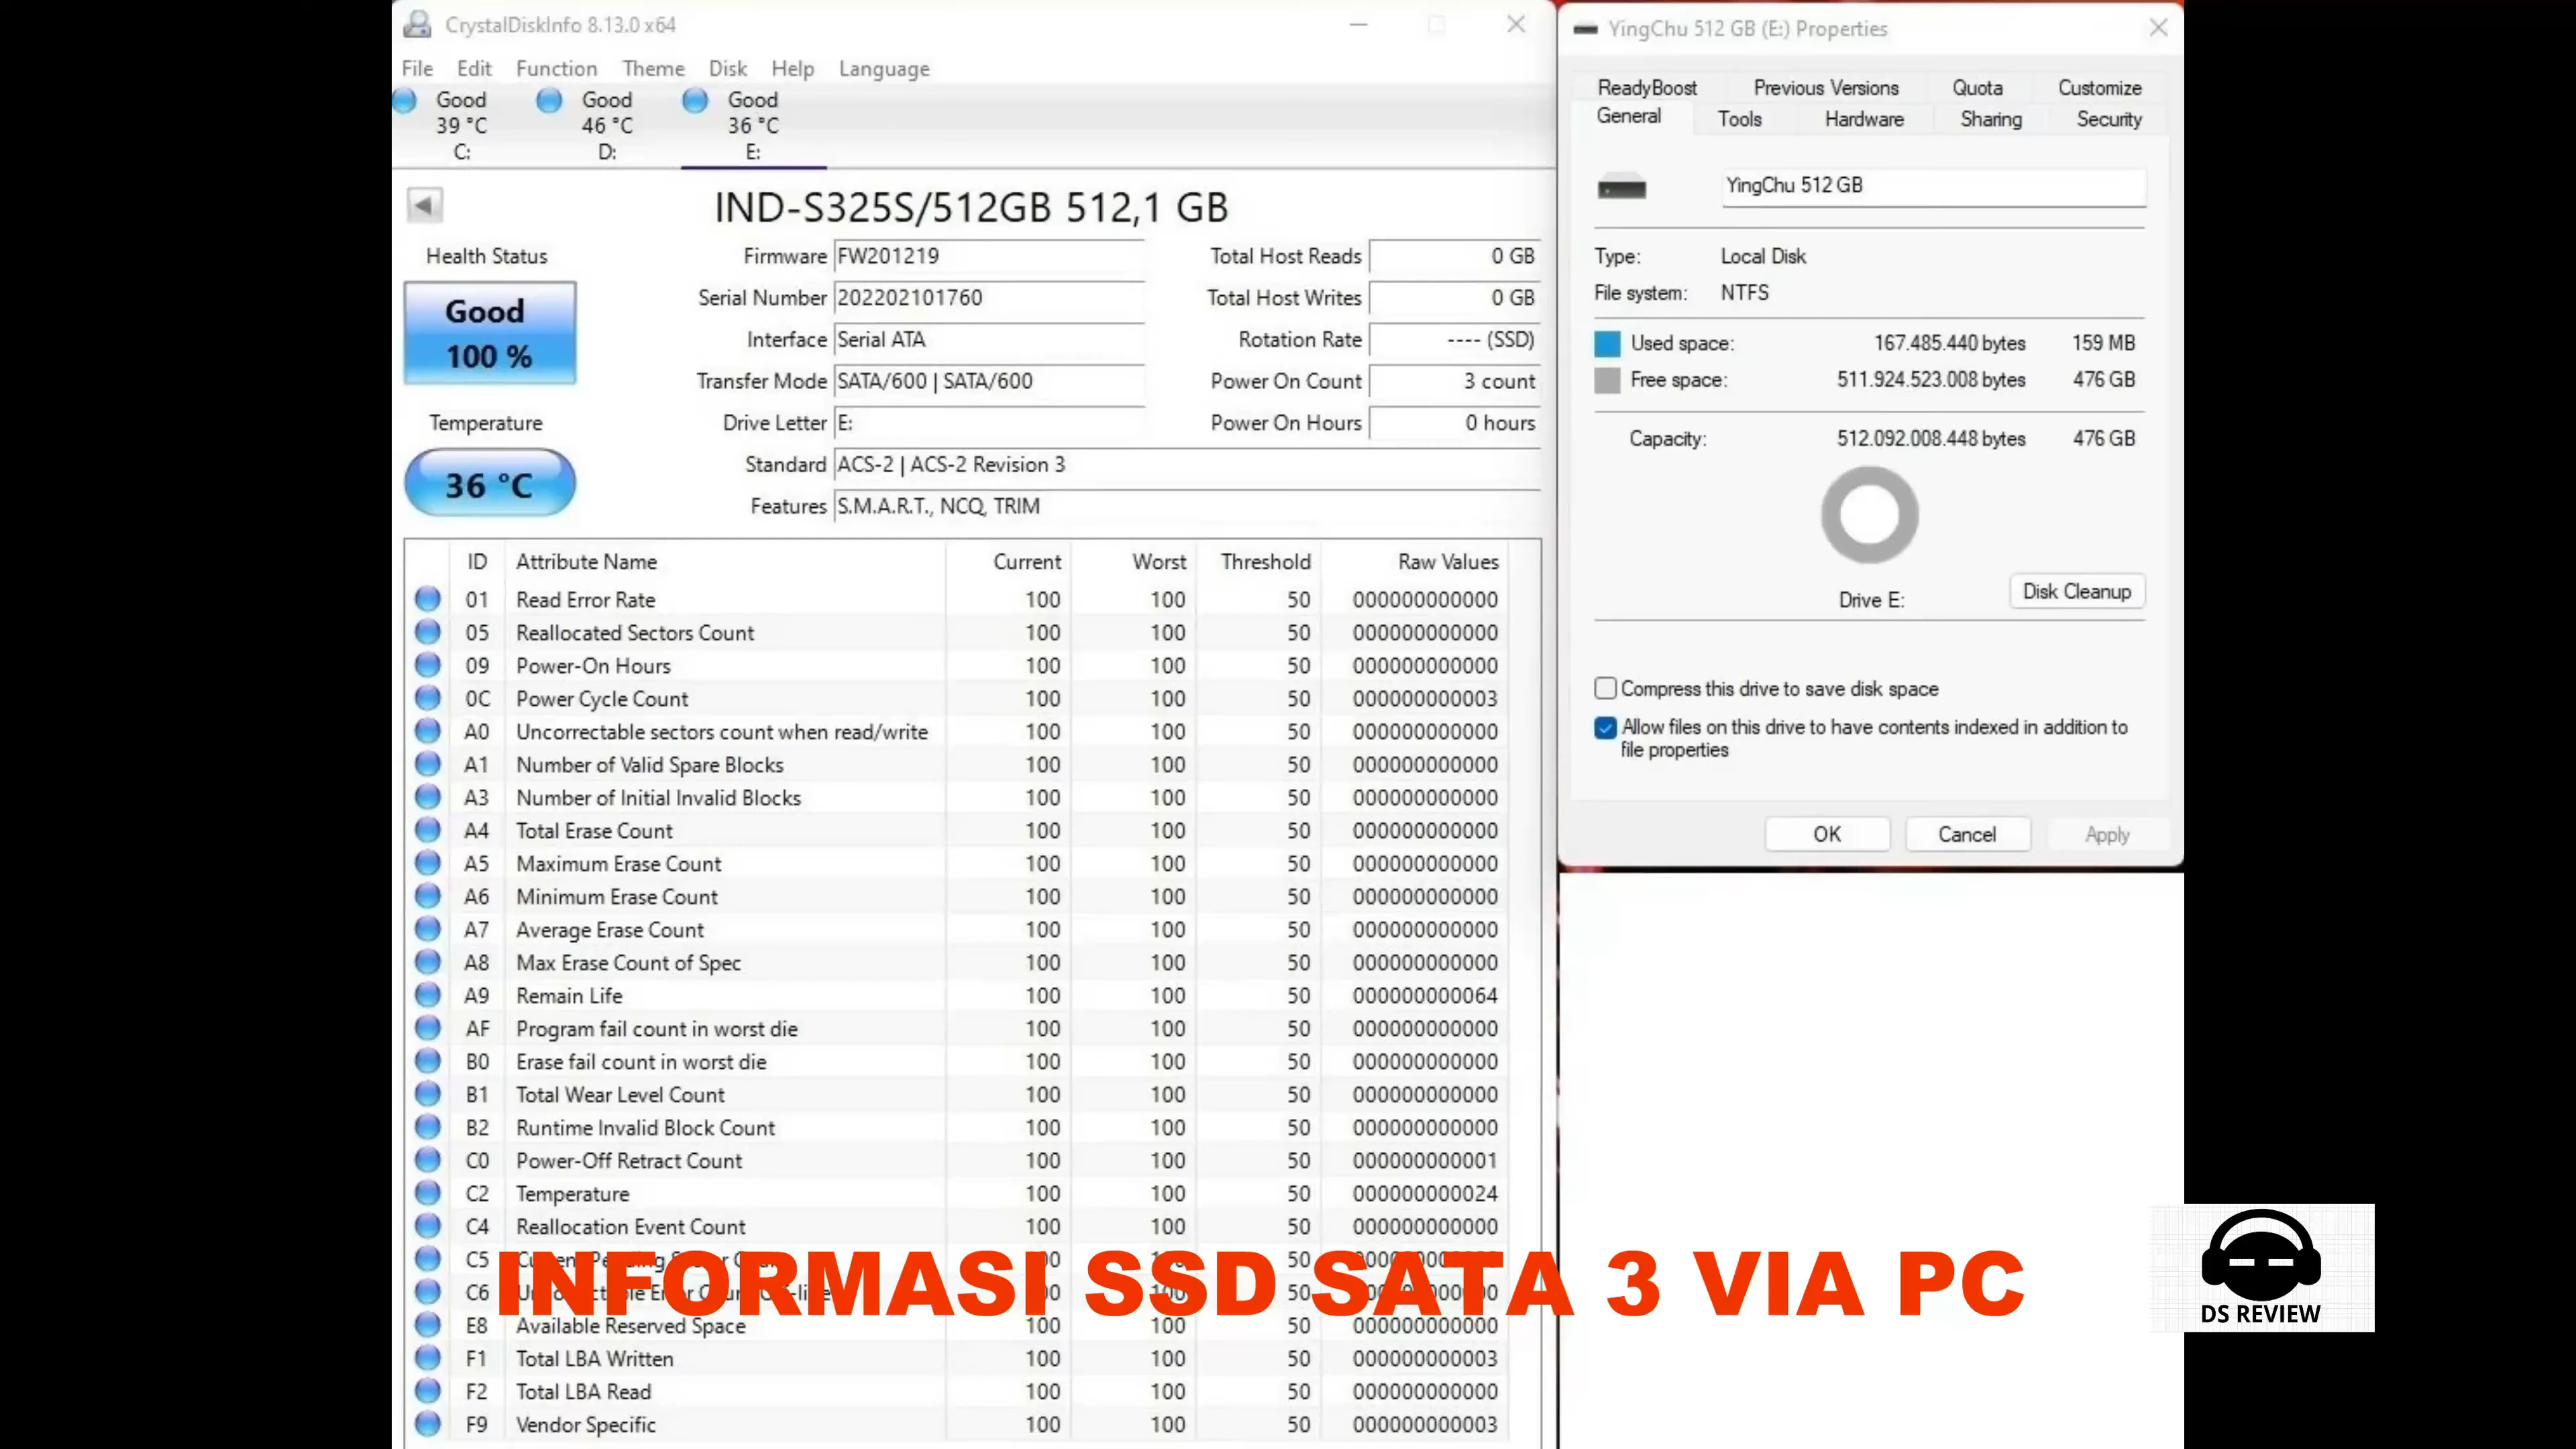 CrystalDiskInfo 8.13.0 x64
File Edit Function Theme Disk Help Language
Good Good Good
39 °C 46 °C 36 °C
C: D: E:
IND-S325S/512GB 512,1 GB
Health Status
Good
100 %
Temperature
36 °C
Firmware FW201219
Serial Number 202202101760
Interface Serial ATA
Transfer Mode SATA/600 | SATA/600
Drive Letter E:
Standard ACS-2 | ACS-2 Revision 3
Features S.M.A.R.T., NCQ, TRIM
Total Host Reads 0 GB
Total Host Writes 0 GB
Rotation Rate ---- (SSD)
Power On Count 3 count
Power On Hours 0 hours
ID Attribute Name Current Worst Threshold Raw Values
01 Read Error Rate 100 100 50 000000000000
05 Reallocated Sectors Count 100 100 50 000000000000
09 Power-On Hours 100 100 50 000000000000
0C Power Cycle Count 100 100 50 000000000003
A0 Uncorrectable sectors count when read/write 100 100 50 000000000000
A1 Number of Valid Spare Blocks 100 100 50 000000000000
A3 Number of Initial Invalid Blocks 100 100 50 000000000000
A4 Total Erase Count 100 100 50 000000000000
A5 Maximum Erase Count 100 100 50 000000000000
A6 Minimum Erase Count 100 100 50 000000000000
A7 Average Erase Count 100 100 50 000000000000
A8 Max Erase Count of Spec 100 100 50 000000000000
A9 Remain Life 100 100 50 000000000064
AF Program fail count in worst die 100 100 50 000000000000
B0 Erase fail count in worst die 100 100 50 000000000000
B1 Total Wear Level Count 100 100 50 000000000000
B2 Runtime Invalid Block Count 100 100 50 000000000000
C0 Power-Off Retract Count 100 100 50 000000000001
C2 Temperature 100 100 50 000000000024
C4 Reallocation Event Count 100 100 50 000000000000
C5 50
C6 50
E8 Available Reserved Space 100 100 50 000000000000
F1 Total LBA Written 100 100 50 000000000003
F2 Total LBA Read 100 100 50 000000000000
F9 Vendor Specific 100 100 50 000000000003
INFORMASI SSD SATA 3 VIA PC
YingChu 512 GB (E:) Properties
ReadyBoost Previous Versions Quota Customize
General Tools Hardware Sharing Security
YingChu 512 GB
Type: Local Disk
File system: NTFS
Used space: 167.485.440 bytes 159 MB
Free space: 511.924.523.008 bytes 476 GB
Capacity: 512.092.008.448 bytes 476 GB
Drive E:
Disk Cleanup
Compress this drive to save disk space
Allow files on this drive to have contents indexed in addition to
file properties
OK Cancel Apply
DS REVIEW